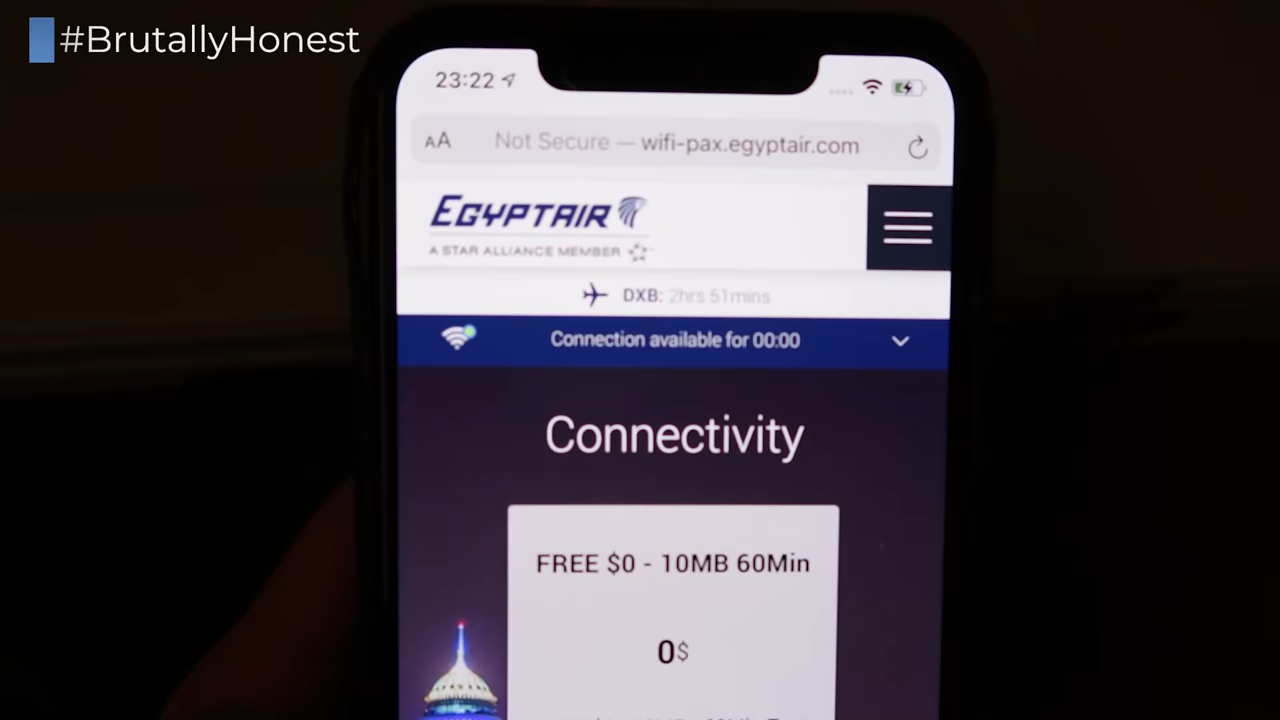 #BrutallyHonest
23:22
AA Not Secure — wifi-pax.egyptair.com
EGYPTAIR
A STAR ALLIANCE MEMBER
DXB: 2hrs 51mins
Connection available for 00:00
Connectivity
FREE $0 - 10MB 60Min
0$